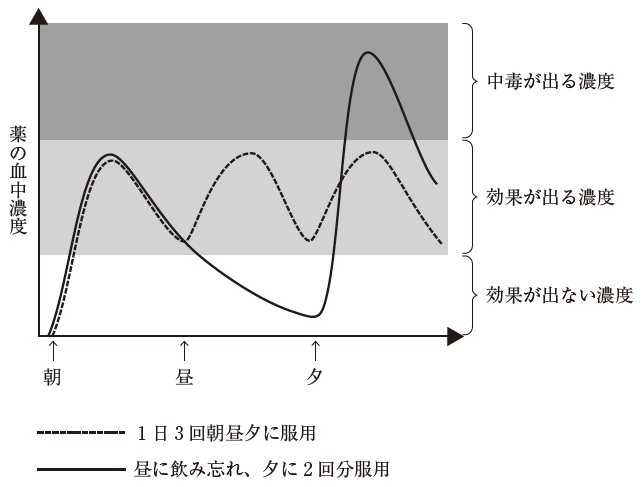 薬の血中濃度
中毒が出る濃度
効果が出る濃度
効果が出ない濃度
朝
昼
夕
1日3回朝昼夕に服用
昼に飲み忘れ、夕に2回分服用